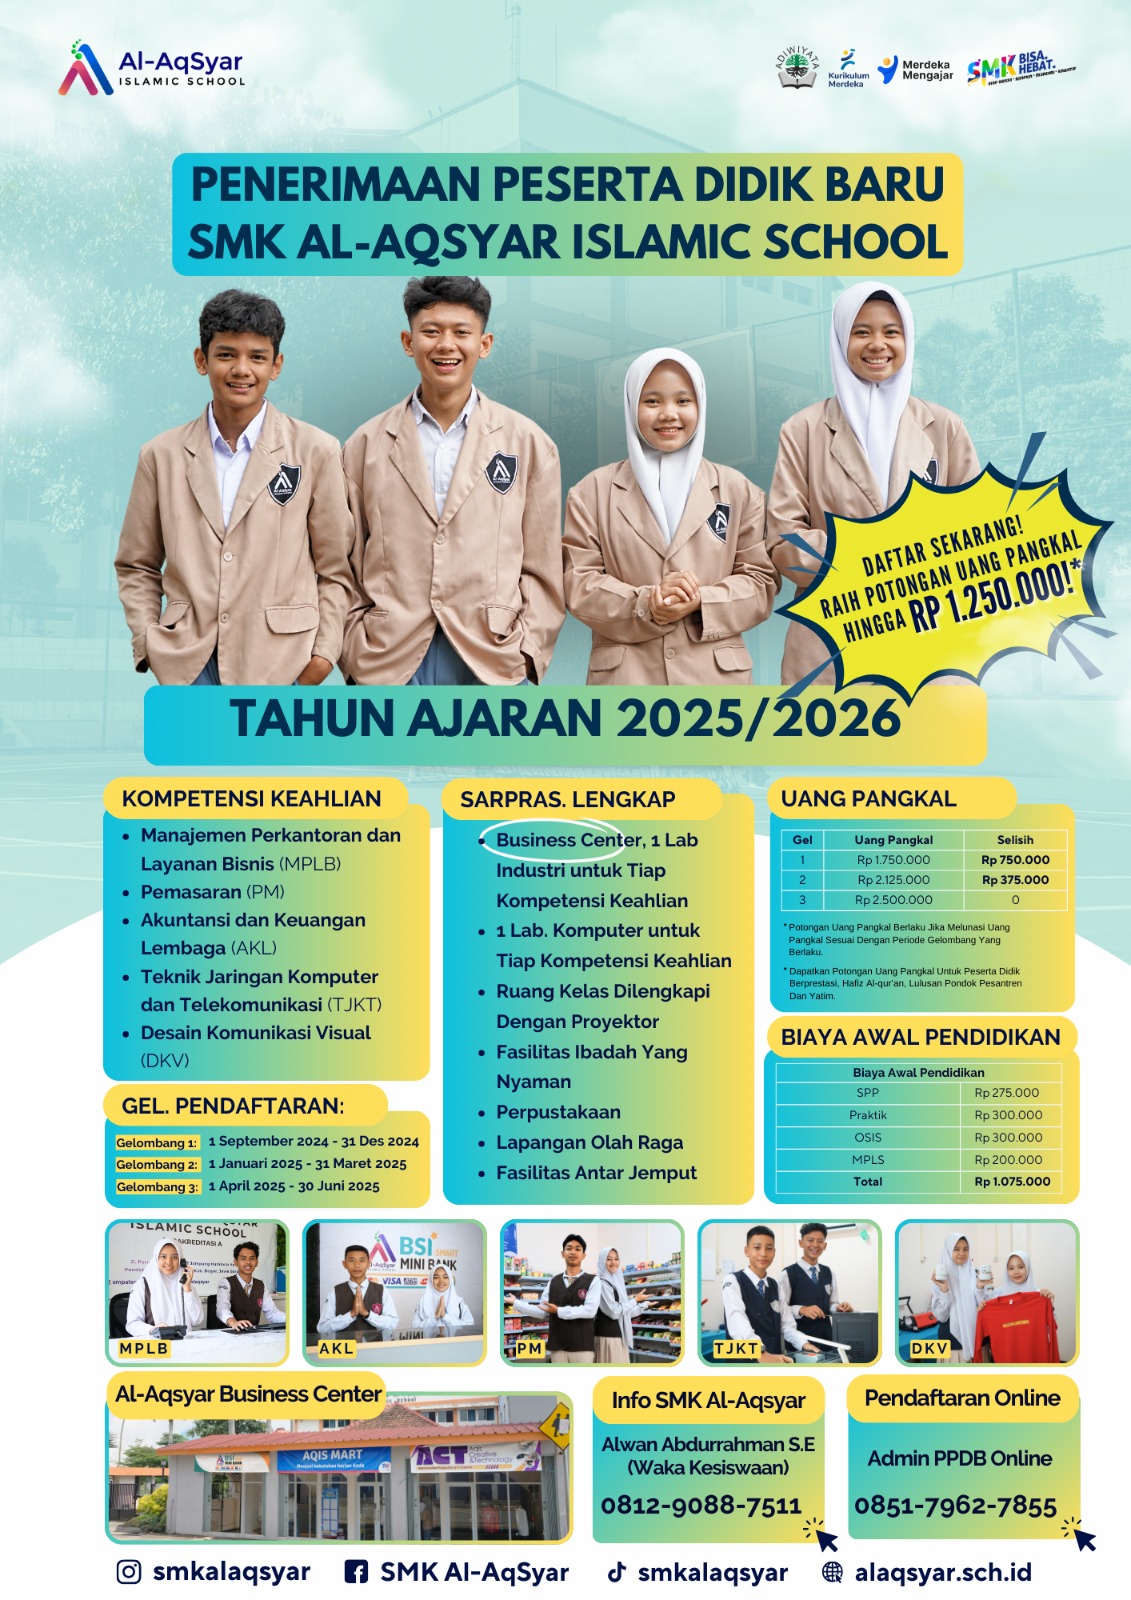 Al-AqSyar
ISLAMIC SCHOOL
ADIWIYATA
Kurikulum
Merdeka
Merdeka
Mengajar
SMK BISA.
HEBAT.
PENERIMAAN PESERTA DIDIK BARU
SMK AL-AQSYAR ISLAMIC SCHOOL
DAFTAR SEKARANG!
RAIH POTONGAN UANG PANGKAL
HINGGA RP 1.250.000!*
TAHUN AJARAN 2025/2026
KOMPETENSI KEAHLIAN
• Manajemen Perkantoran dan
Layanan Bisnis (MPLB)
• Pemasaran (PM)
• Akuntansi dan Keuangan
Lembaga (AKL)
• Teknik Jaringan Komputer
dan Telekomunikasi (TJKT)
• Desain Komunikasi Visual
(DKV)
GEL. PENDAFTARAN:
Gelombang 1: 1 September 2024 - 31 Des 2024
Gelombang 2: 1 Januari 2025 - 31 Maret 2025
Gelombang 3: 1 April 2025 - 30 Juni 2025
SARPRAS. LENGKAP
• Business Center, 1 Lab
Industri untuk Tiap
Kompetensi Keahlian
• 1 Lab. Komputer untuk
Tiap Kompetensi Keahlian
• Ruang Kelas Dilengkapi
Dengan Proyektor
• Fasilitas Ibadah Yang
Nyaman
• Perpustakaan
• Lapangan Olah Raga
• Fasilitas Antar Jemput
UANG PANGKAL
Gel Uang Pangkal Selisih
1 Rp 1.750.000 Rp 750.000
2 Rp 2.125.000 Rp 375.000
3 Rp 2.500.000 0
* Potongan Uang Pangkal Berlaku Jika Melunasi Uang
Pangkal Sesuai Dengan Periode Gelombang Yang
Berlaku.
* Dapatkan Potongan Uang Pangkal Untuk Peserta Didik
Berprestasi, Hafiz Al-qur'an, Lulusan Pondok Pesantren
Dan Yatim.
BIAYA AWAL PENDIDIKAN
Biaya Awal Pendidikan
SPP Rp 275.000
Praktik Rp 300.000
OSIS Rp 300.000
MPLS Rp 200.000
Total Rp 1.075.000
ISLAMIC SCHOOL
MPLB
Al-AqSyar
BSI SMART
MINI BANK
VISA
AKL
PM
TJKT
DKV
Al-Aqsyar Business Center
BSI
AQIS MART
ACT
Info SMK Al-Aqsyar
Alwan Abdurrahman S.E
(Waka Kesiswaan)
0812-9088-7511
Pendaftaran Online
Admin PPDB Online
0851-7962-7855
smkalaqsyar
SMK Al-AqSyar
smkalaqsyar
alaqsyar.sch.id